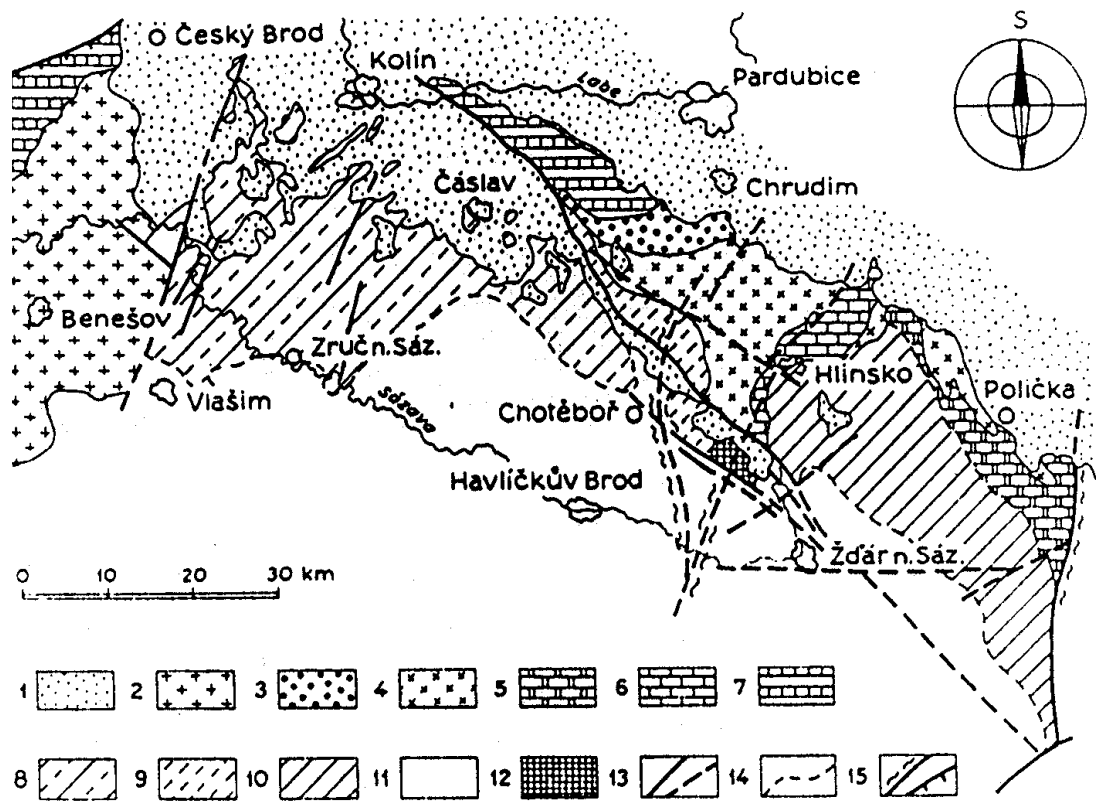 S
Český Brod
Kolín
Labe
Pardubice
Čáslav
Chrudim
Benešov
Zruč n. Sáz.
Hlinsko
Vlašim
Sázava
Polička
Chotěboř
Havlíčkův Brod
Žďár n. Sáz.
0 10 20 30 km
1 2 3 4 5 6 7
8 9 10 11 12 13 14 15